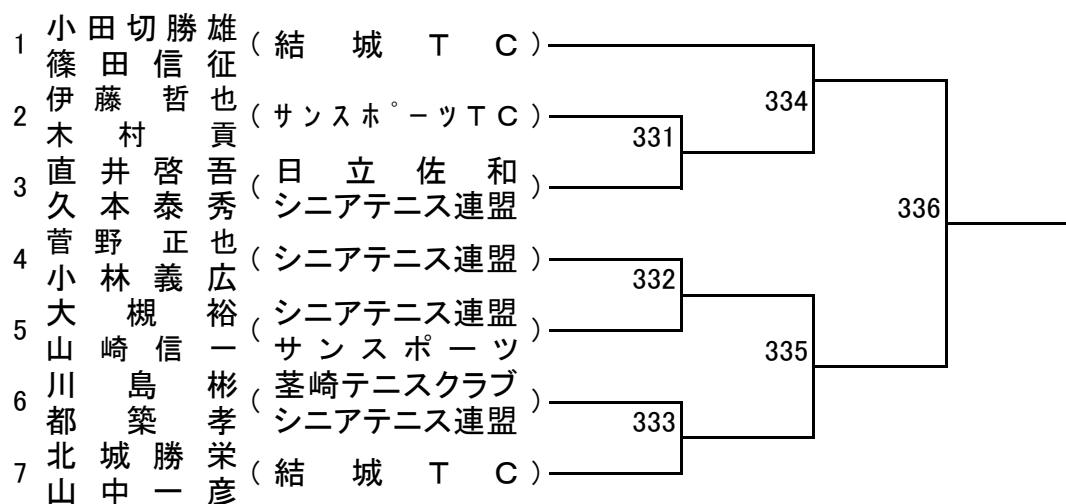 1 小田切勝雄 (結城TC)
篠田信征
334
伊藤哲也
2 (サンスポーツTC)
木村貢
331
直井啓吾 日立佐和
3 ( )
久本泰秀 シニアテニス連盟
336
菅野正也
4 (シニアテニス連盟)
小林義広
332
大槻裕 シニアテニス連盟
5 ( )
山崎信一 サンスポーツ
335
川島彬 茎崎テニスクラブ
6 ( )
都築孝 シニアテニス連盟
333
北城勝栄
7 (結城TC)
山中一彦